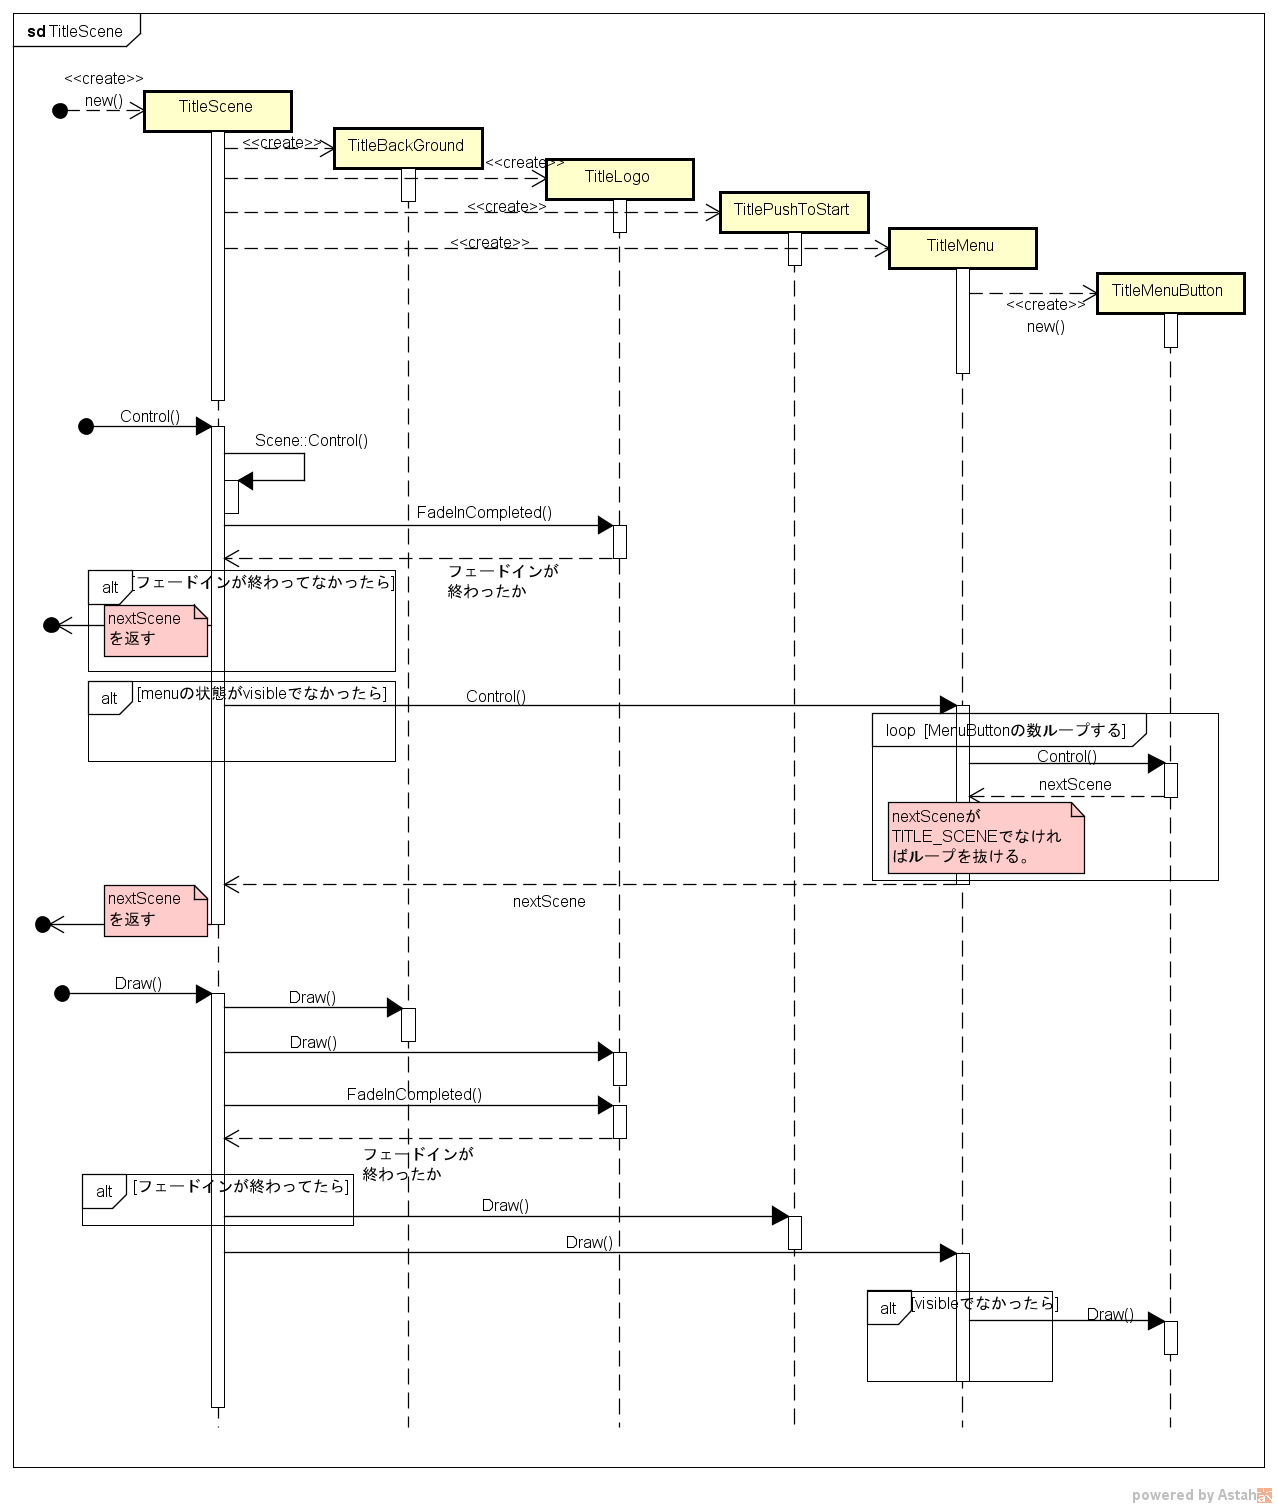 sd TitleScene
<<create>>
new()
TitleScene
<<create>>
TitleBackGround
<<create>>
TitleLogo
<<create>>
TitlePushToStart
<<create>>
TitleMenu
TitleMenuButton
<<create>>
new()
Control()
Scene::Control()
FadeInCompleted()
フェードインが
終わったか
alt [フェードインが終わってなかったら]
nextScene
を返す
alt [menuの状態がvisibleでなかったら]
Control()
loop [MenuButtonの数ループする]
Control()
nextScene
nextSceneが
TITLE_SCENEでなけれ
ばループを抜ける。
nextScene
nextScene
を返す
Draw()
Draw()
Draw()
FadeInCompleted()
フェードインが
終わったか
alt [フェードインが終わってたら]
Draw()
Draw()
alt [visibleでなかったら]
Draw()
powered by Astah